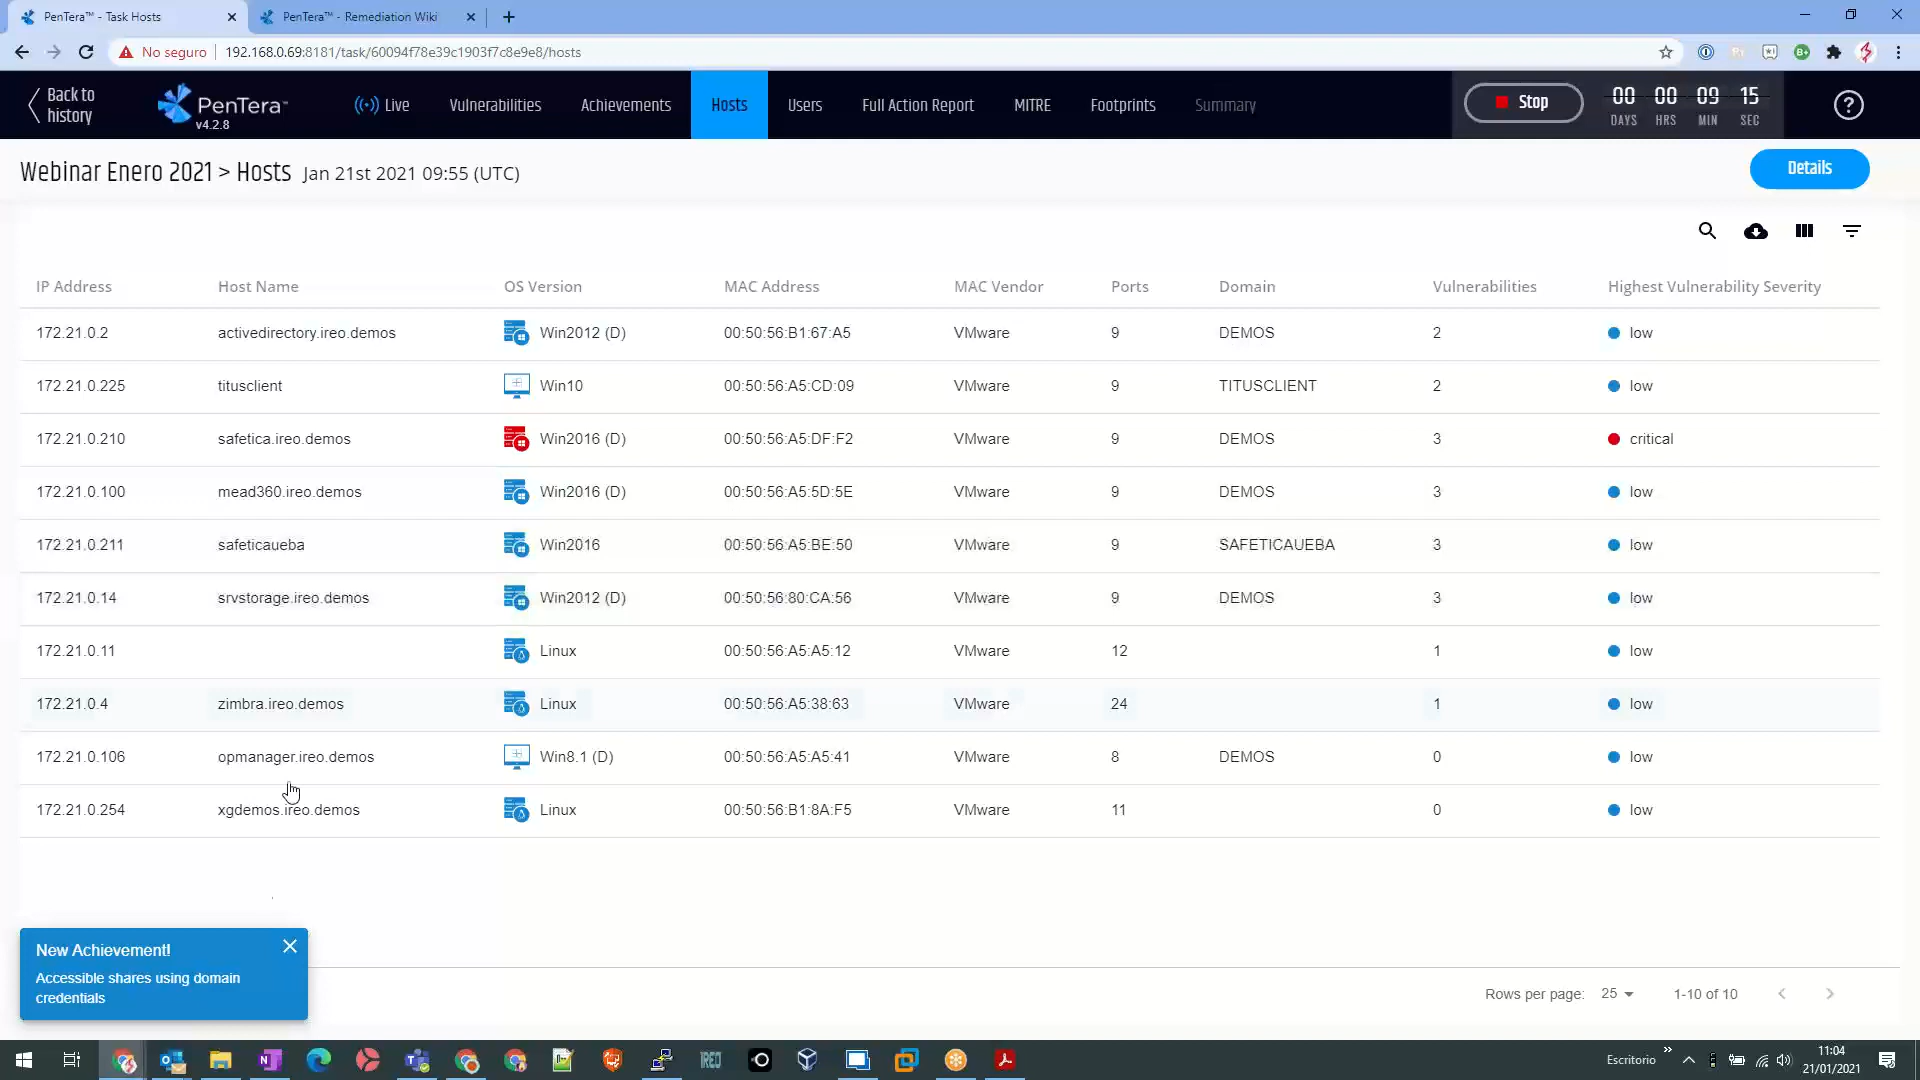 PenTera™ - Task Hosts
PenTera™ - Remediation Wiki
No seguro
192.168.0.69:8181/task/60094f78e39c1903f7c8e9e8/hosts
Back to
history
PenTera™
v4.2.8
Live
Vulnerabilities
Achievements
Hosts
Users
Full Action Report
MITRE
Footprints
Summary
Stop
00 00 09 15
DAYS HRS MIN SEC
Webinar Enero 2021 > Hosts Jan 21st 2021 09:55 (UTC)
Details
IP Address Host Name OS Version MAC Address MAC Vendor Ports Domain Vulnerabilities Highest Vulnerability Severity
172.21.0.2 activedirectory.ireo.demos Win2012 (D) 00:50:56:B1:67:A5 VMware 9 DEMOS 2 low
172.21.0.225 titusclient Win10 00:50:56:A5:CD:09 VMware 9 TITUSCLIENT 2 low
172.21.0.210 safetica.ireo.demos Win2016 (D) 00:50:56:A5:DF:F2 VMware 9 DEMOS 3 critical
172.21.0.100 mead360.ireo.demos Win2016 (D) 00:50:56:A5:5D:5E VMware 9 DEMOS 3 low
172.21.0.211 safeticaueba Win2016 00:50:56:A5:BE:50 VMware 9 SAFETICAUEBA 3 low
172.21.0.14 srvstorage.ireo.demos Win2012 (D) 00:50:56:80:CA:56 VMware 9 DEMOS 3 low
172.21.0.11 Linux 00:50:56:A5:A5:12 VMware 12 1 low
172.21.0.4 zimbra.ireo.demos Linux 00:50:56:A5:38:63 VMware 24 1 low
172.21.0.106 opmanager.ireo.demos Win8.1 (D) 00:50:56:A5:A5:41 VMware 8 DEMOS 0 low
172.21.0.254 xgdemos.ireo.demos Linux 00:50:56:B1:8A:F5 VMware 11 0 low
New Achievement!
Accessible shares using domain
credentials
Rows per page: 25 1-10 of 10
IREO
Escritorio
11:04
21/01/2021